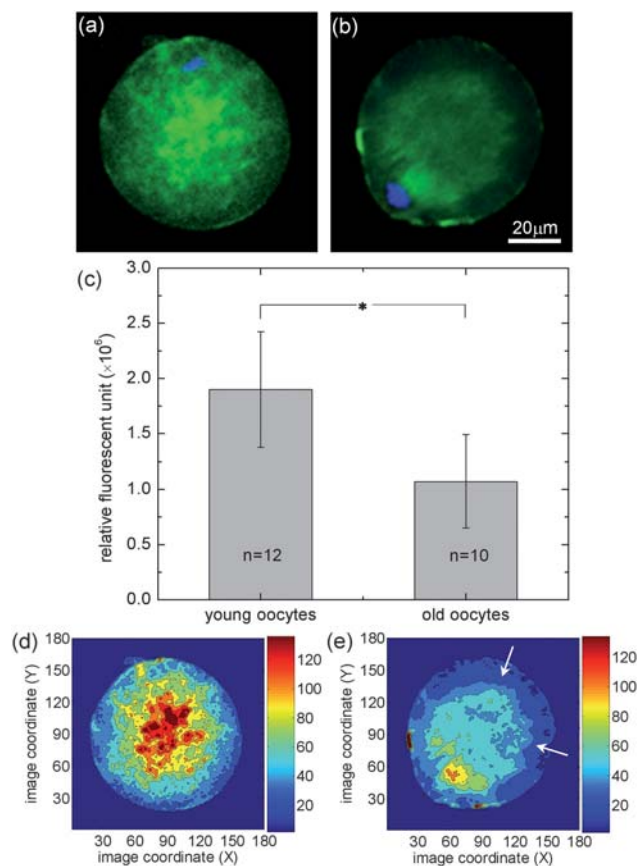 (a)
(b)
20μm
(c)
3.0
2.5
2.0
1.5
1.0
0.5
0.0
relative fluorescent unit (×10⁶)
*
n=12
n=10
young oocytes
old oocytes
(d)
180
150
120
90
60
30
image coordinate (Y)
30 60 90 120 150 180
image coordinate (X)
120
100
80
60
40
20
(e)
180
150
120
90
60
30
image coordinate (Y)
30 60 90 120 150 180
image coordinate (X)
120
100
80
60
40
20